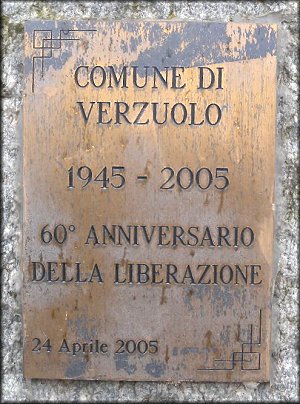 COMUNE DI
VERZUOLO
1945 - 2005
60° ANNIVERSARIO
DELLA LIBERAZIONE
24 Aprile 2005